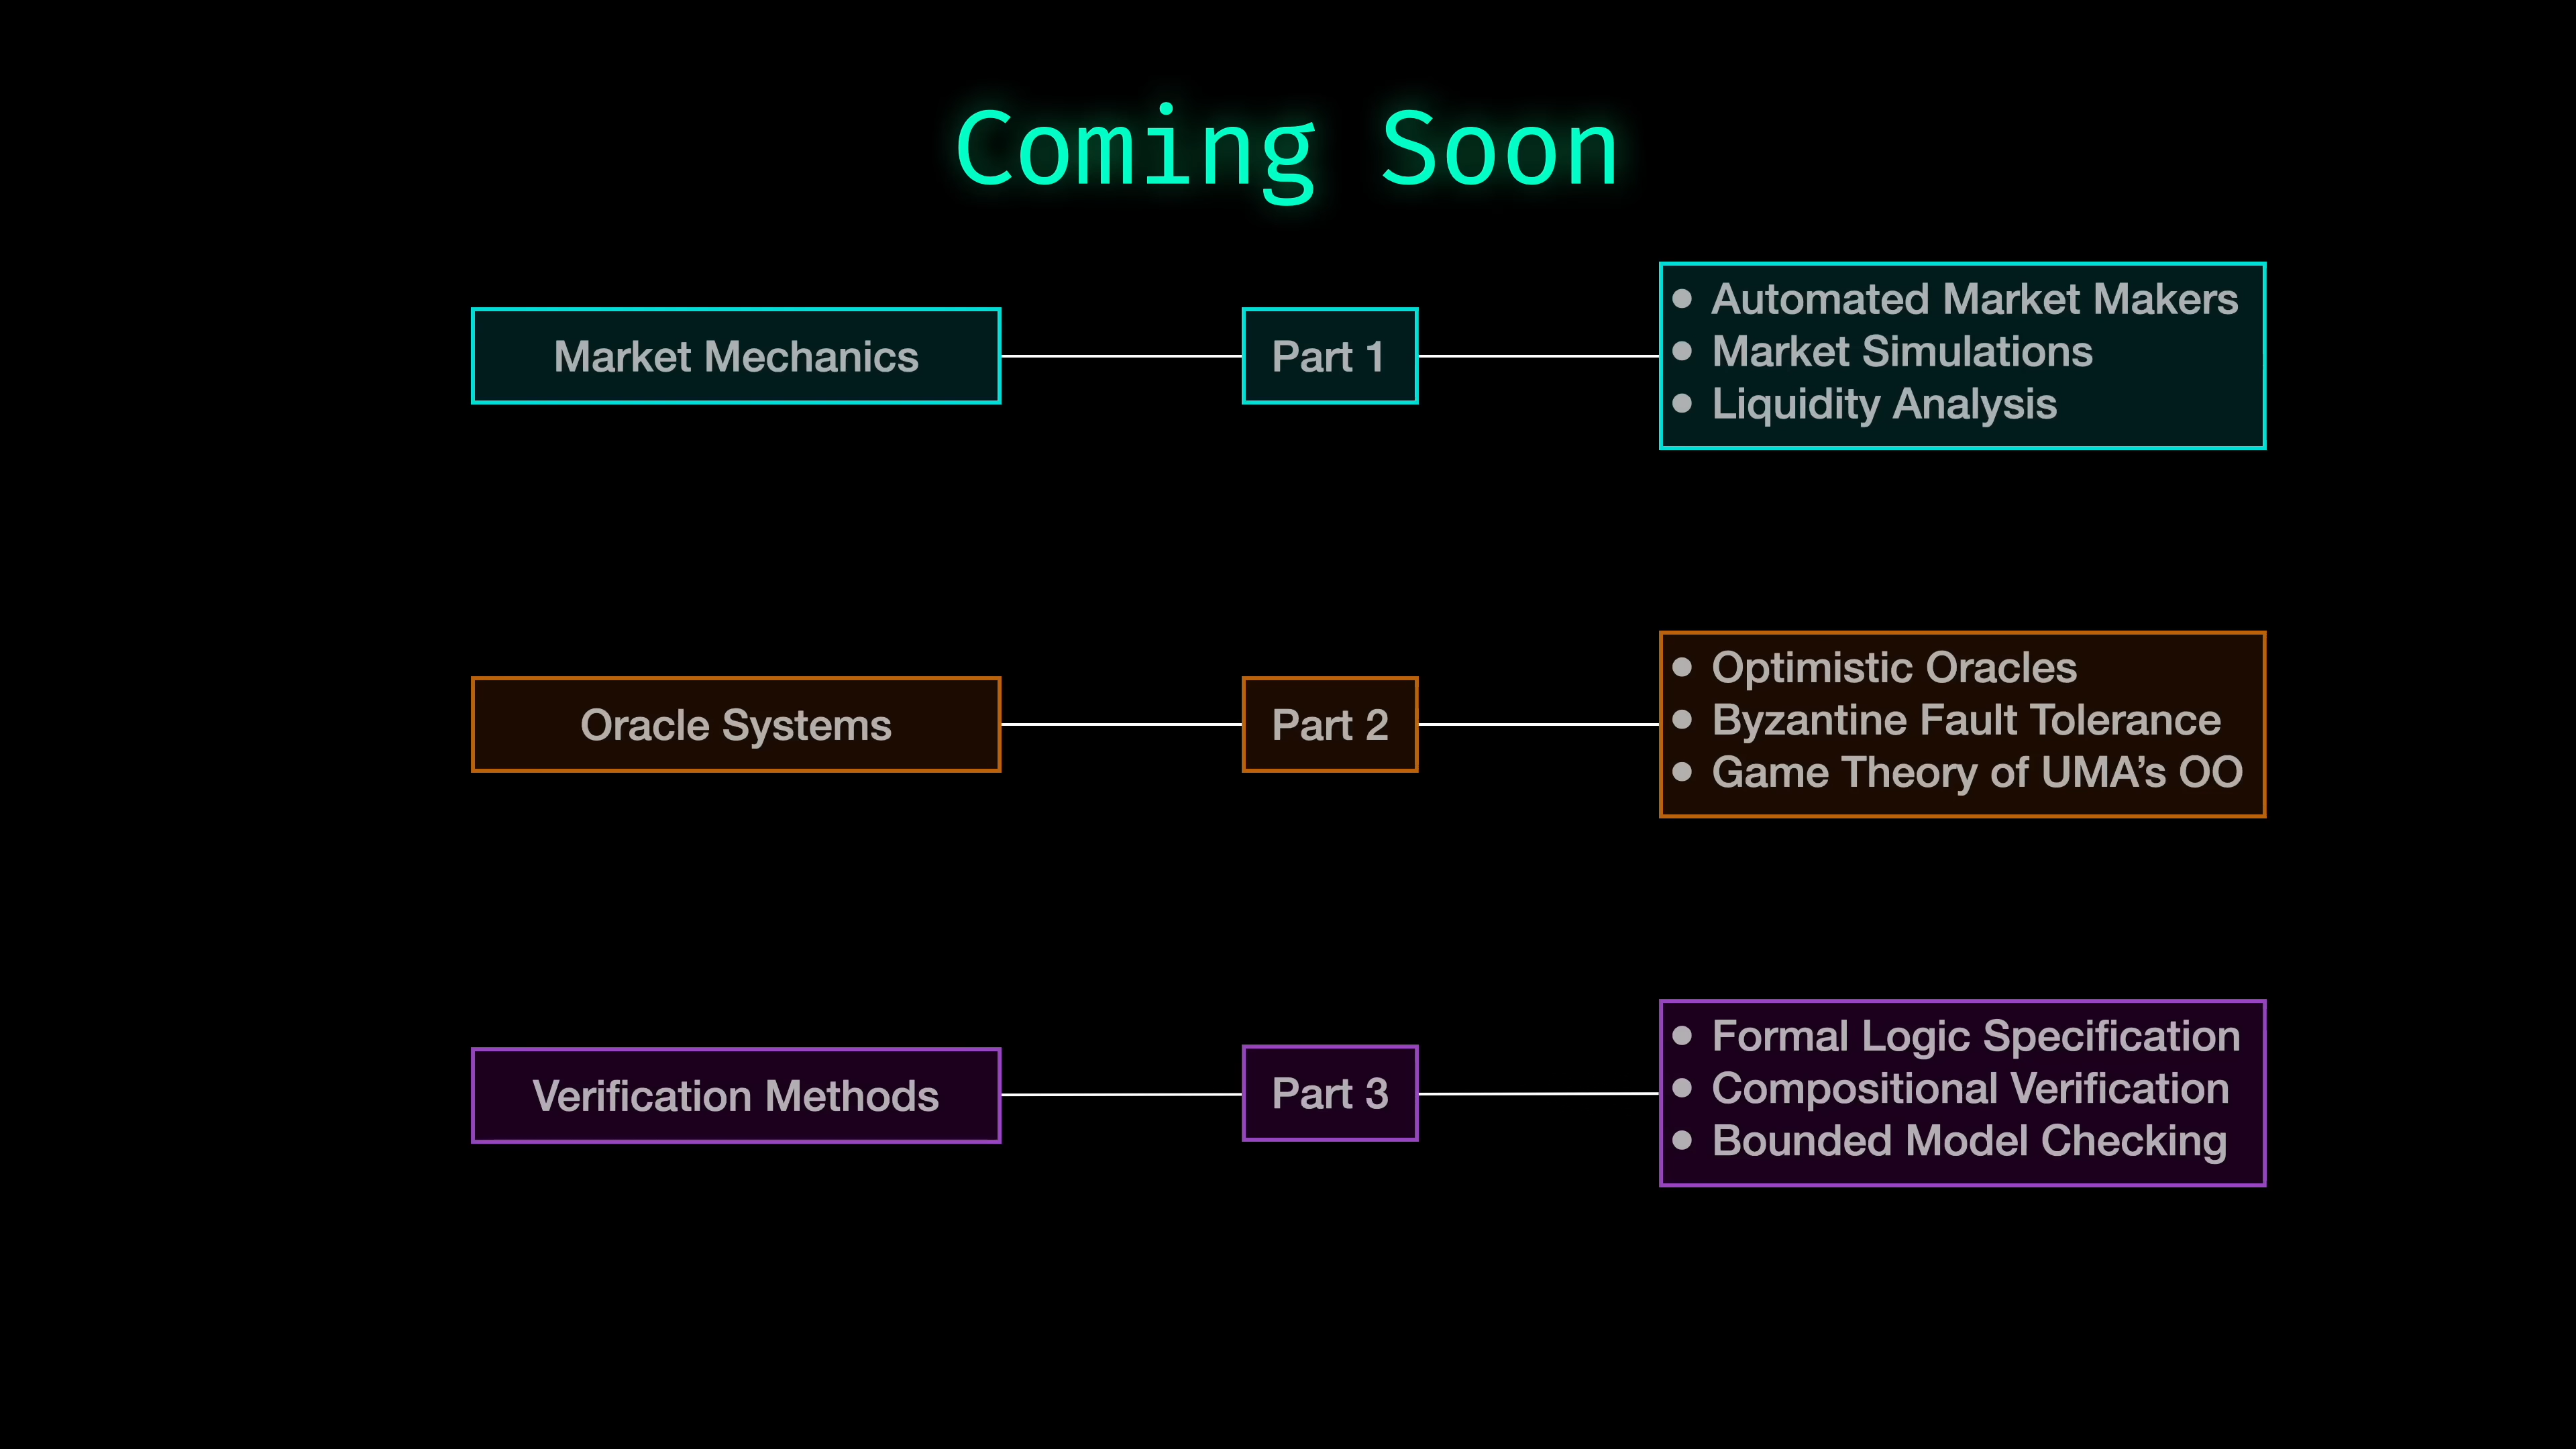 Coming Soon
Market Mechanics
Part 1
• Automated Market Makers
• Market Simulations
• Liquidity Analysis
Oracle Systems
Part 2
• Optimistic Oracles
• Byzantine Fault Tolerance
• Game Theory of UMA’s OO
Verification Methods
Part 3
• Formal Logic Specification
• Compositional Verification
• Bounded Model Checking